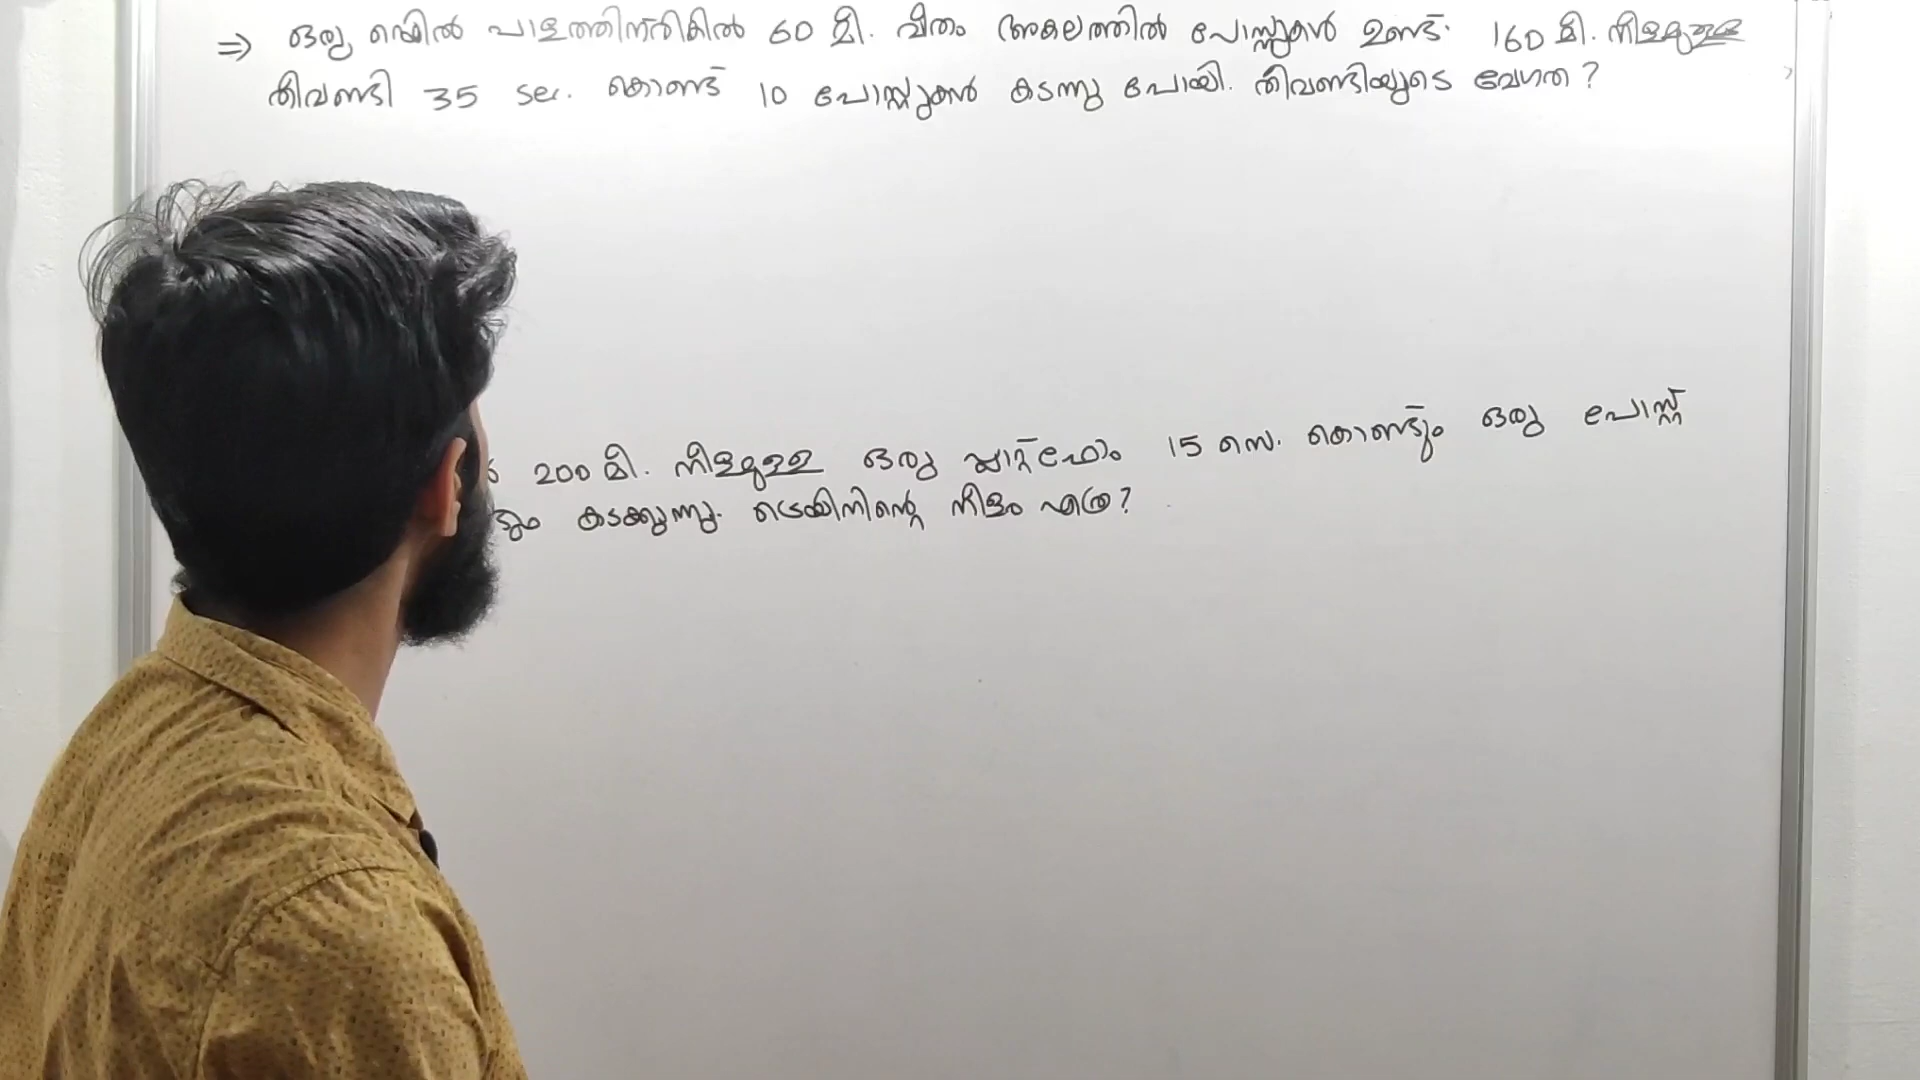 ⇒ ഒരു റെയിൽ പാളത്തിനരികിൽ 60 മീ. വീതം അകലത്തിൽ പോസ്റ്റുകൾ ഉണ്ട്. 160 മീ. നീളമുള്ള
തീവണ്ടി 35 sec. കൊണ്ട് 10 പോസ്റ്റുകൾ കടന്നു പോയി. തീവണ്ടിയുടെ വേഗത ?
200 മീ. നീളമുള്ള ഒരു പ്ലാറ്റ്ഫോം 15 സെ. കൊണ്ടും ഒരു പോസ്റ്റ്
കടക്കുന്നു. ട്രെയിനിന്റെ നീളം എത്ര ?